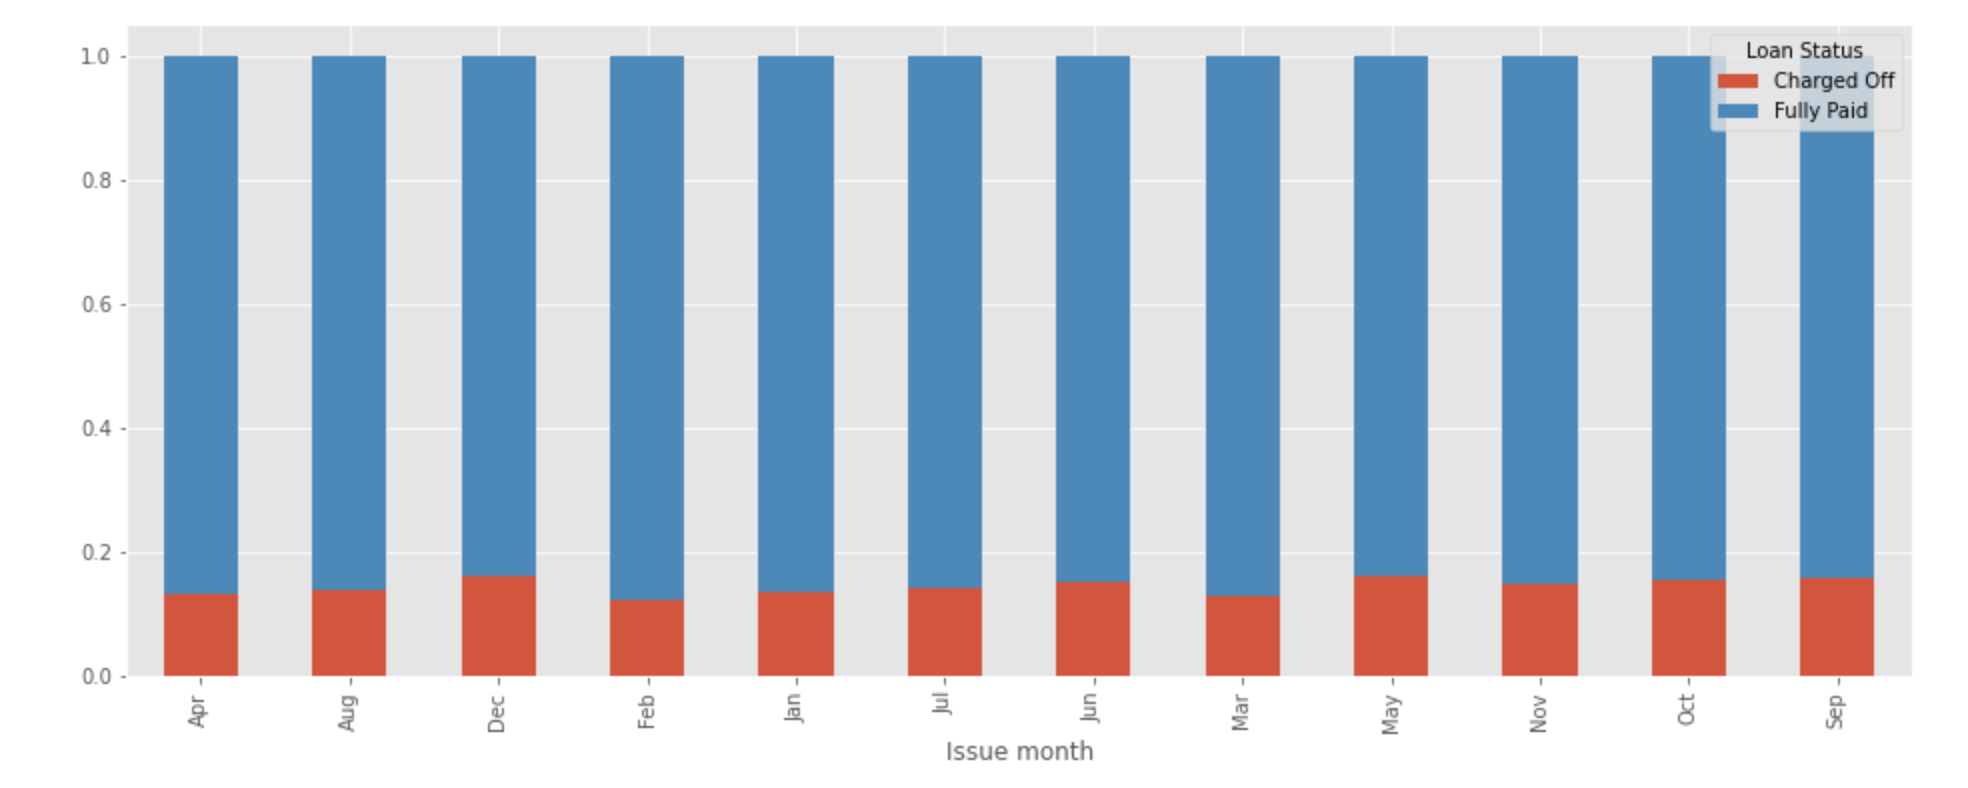 Loan Status
Charged Off
Fully Paid
1.0
0.8
0.6
0.4
0.2
0.0
Apr
Aug
Dec
Feb
Jan
Jul
Jun
Mar
May
Nov
Oct
Sep
Issue month